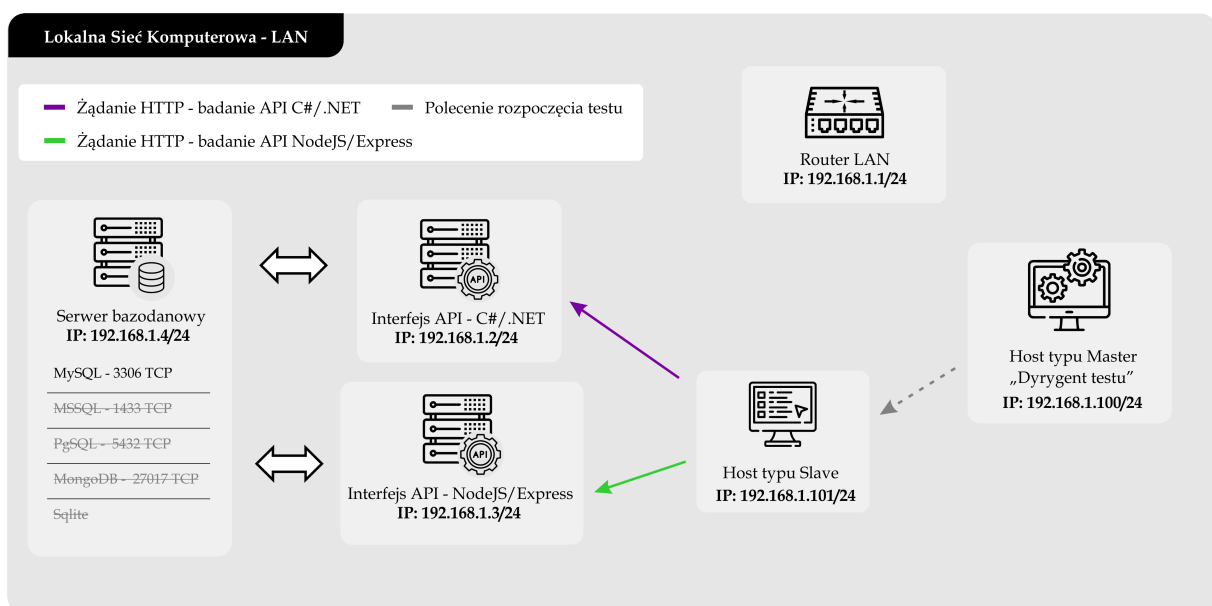 Lokalna Sieć Komputerowa - LAN
Żądanie HTTP - badanie API C#/.NET
Polecenie rozpoczęcia testu
Żądanie HTTP - badanie API NodeJS/Express
Router LAN
IP: 192.168.1.1/24
Serwer bazodanowy
IP: 192.168.1.4/24
MySQL - 3306 TCP
MSSQL - 1433 TCP
PgSQL - 5432 TCP
MongoDB - 27017 TCP
Sqlite
API
Interfejs API - C#/.NET
IP: 192.168.1.2/24
API
Interfejs API - NodeJS/Express
IP: 192.168.1.3/24
Host typu Slave
IP: 192.168.1.101/24
Host typu Master
„Dyrygent testu”
IP: 192.168.1.100/24